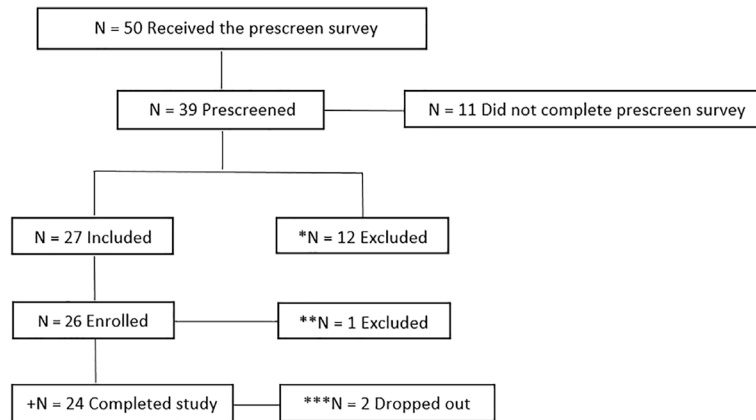 N = 50 Received the prescreen survey
N = 39 Prescreened
N = 11 Did not complete prescreen survey
N = 27 Included
*N = 12 Excluded
N = 26 Enrolled
**N = 1 Excluded
+N = 24 Completed study
***N = 2 Dropped out